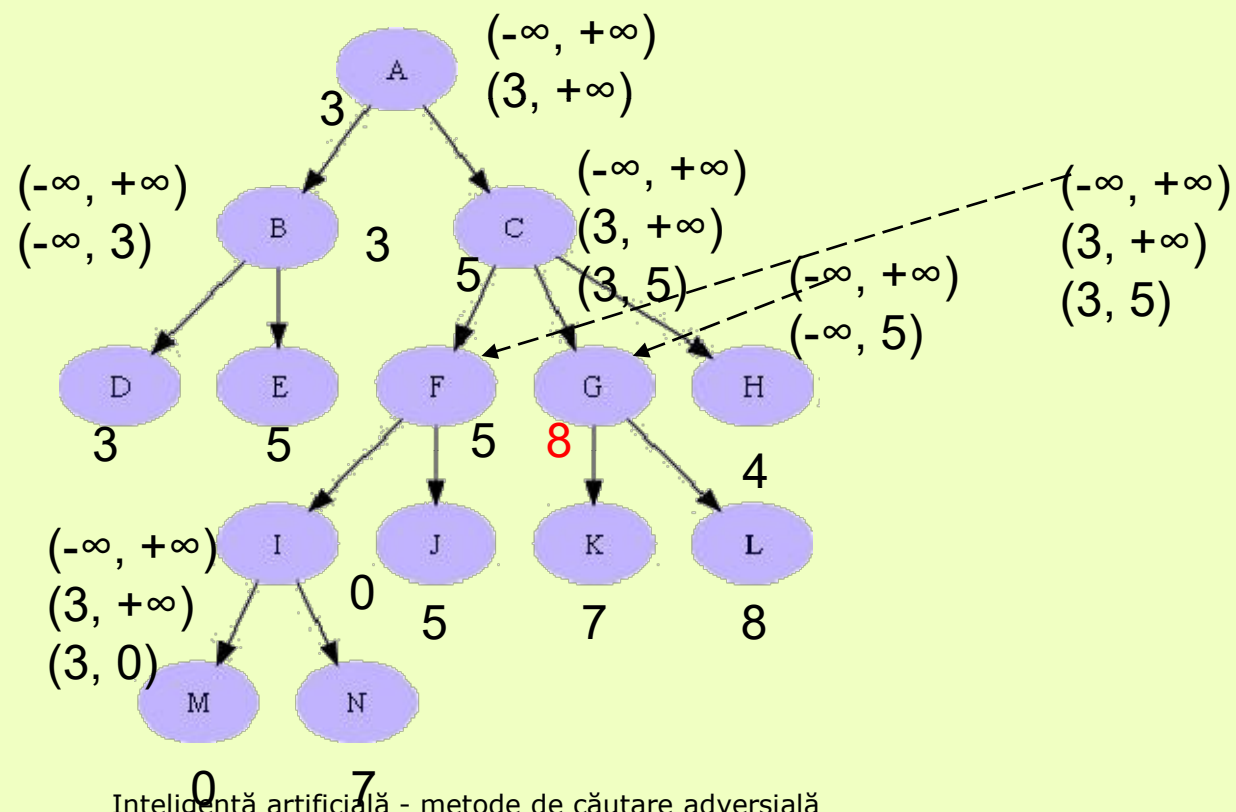 (-∞, +∞)
A
(3, +∞)
3
(-∞, +∞)
(-∞, +∞)
(-∞, +∞)
B
3
C
(3, +∞)
(3, +∞)
(-∞, 3)
5
(3, 5)
(-∞, +∞)
(3, 5)
(-∞, 5)
D
E
F
G
H
3
5
5
8
4
(-∞, +∞)
I
J
K
L
(3, +∞)
0
5
7
8
(3, 0)
M
N
0
7
Inteligență artificială - metode de căutare adversială